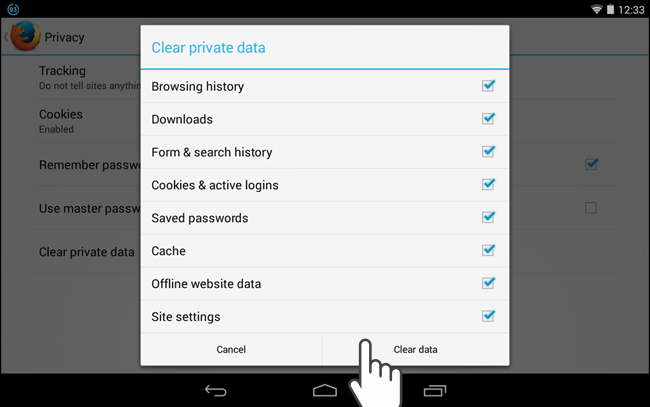 93
12:33
Privacy
Clear private data
Tracking
Do not tell sites anythin
Browsing history
Downloads
Cookies
Enabled
Form & search history
Remember passw
Cookies & active logins
Use master passw
Saved passwords
Clear private data
Cache
Offline website data
Site settings
Cancel
Clear data